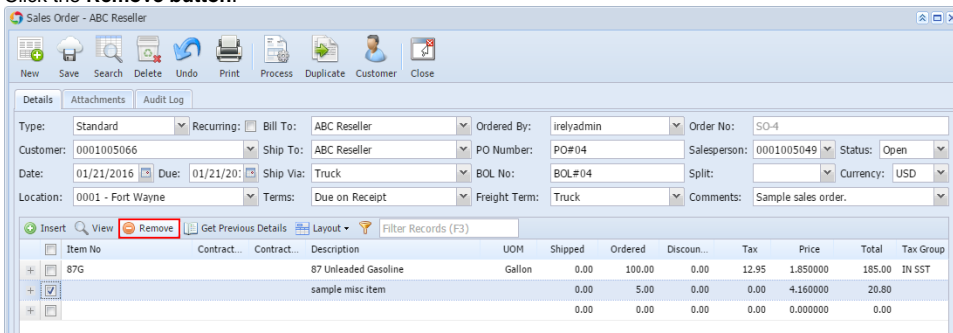 Click the Remove button.
Sales Order - ABC Reseller
New Save Search Delete Undo Print Process Duplicate Customer Close
Details Attachments Audit Log
Type: Standard Recurring: Bill To: ABC Reseller Ordered By: irelyadmin Order No: SO-4
Customer: 0001005066 Ship To: ABC Reseller PO Number: PO#04 Salesperson: 0001005049 Status: Open
Date: 01/21/2016 Due: 01/21/201 Ship Via: Truck BOL No: BOL#04 Split: Currency: USD
Location: 0001 - Fort Wayne Terms: Due on Receipt Freight Term: Truck Comments: Sample sales order.
Insert View Remove Get Previous Details Layout Filter Records (F3)
Item No Contract... Contract... Description UOM Shipped Ordered Discoun... Tax Price Total Tax Group
87G 87 Unleaded Gasoline Gallon 0.00 100.00 0.00 12.95 1.850000 185.00 IN SST
sample misc item 0.00 5.00 0.00 0.00 4.160000 20.80
0.00 0.00 0.00 0.00 0.000000 0.00